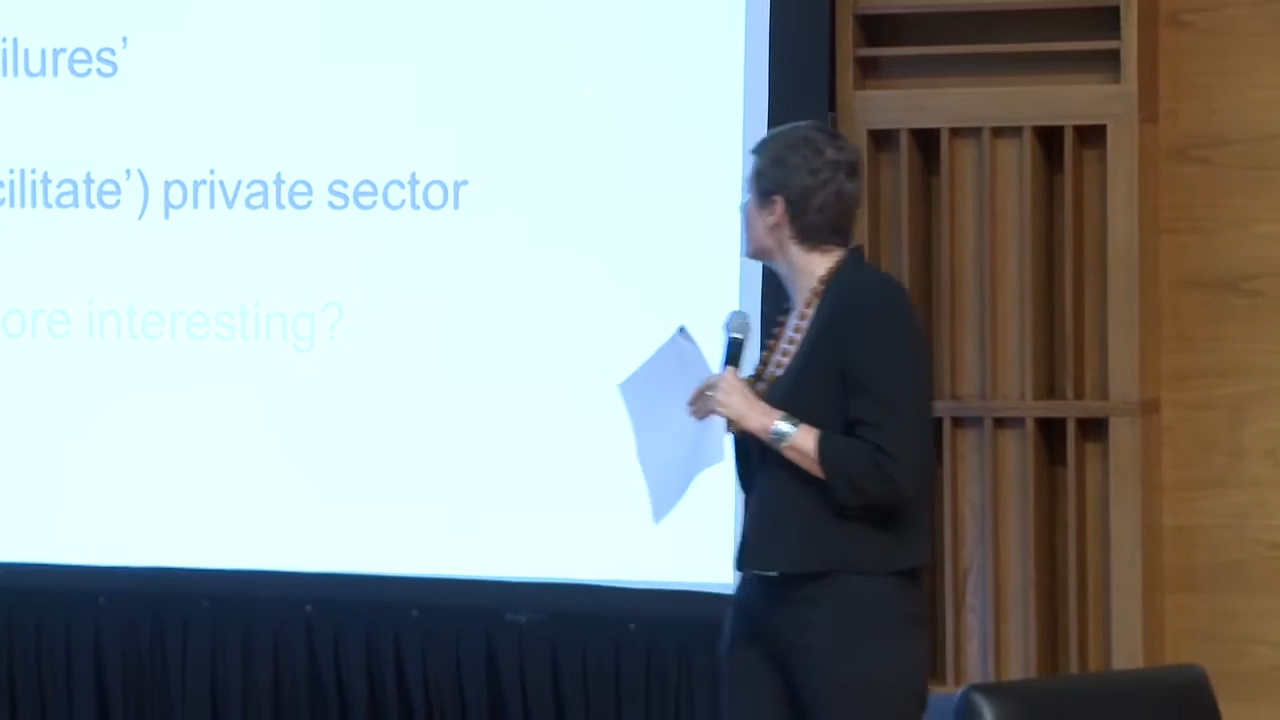 ilures’
cilitate’) private sector
ore interesting?